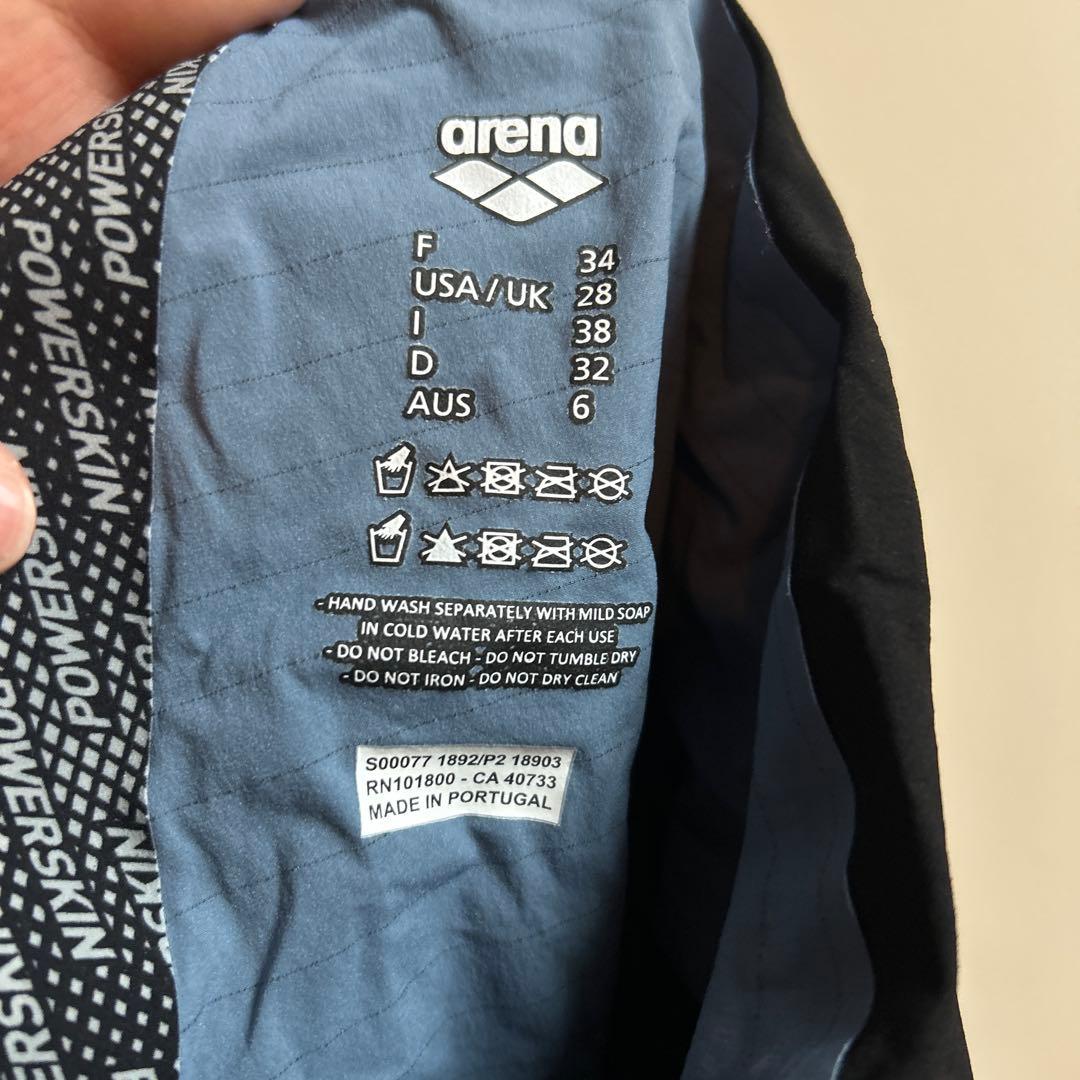 arena
F 34
USA / UK 28
I 38
D 32
AUS 6
- HAND WASH SEPARATELY WITH MILD SOAP
IN COLD WATER AFTER EACH USE
- DO NOT BLEACH - DO NOT TUMBLE DRY
- DO NOT IRON - DO NOT DRY CLEAN
S00077 1892/P2 18903
RN101800 - CA 40733
MADE IN PORTUGAL
POWERSKIN
POWERSKIN
POWERSKIN
POWERSKIN